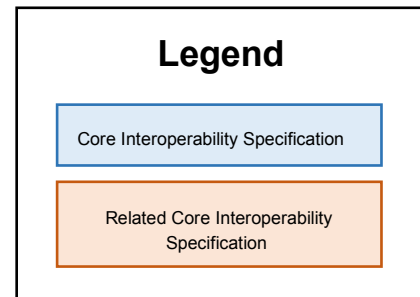 Legend
Core Interoperability Specification
Related Core Interoperability
Specification